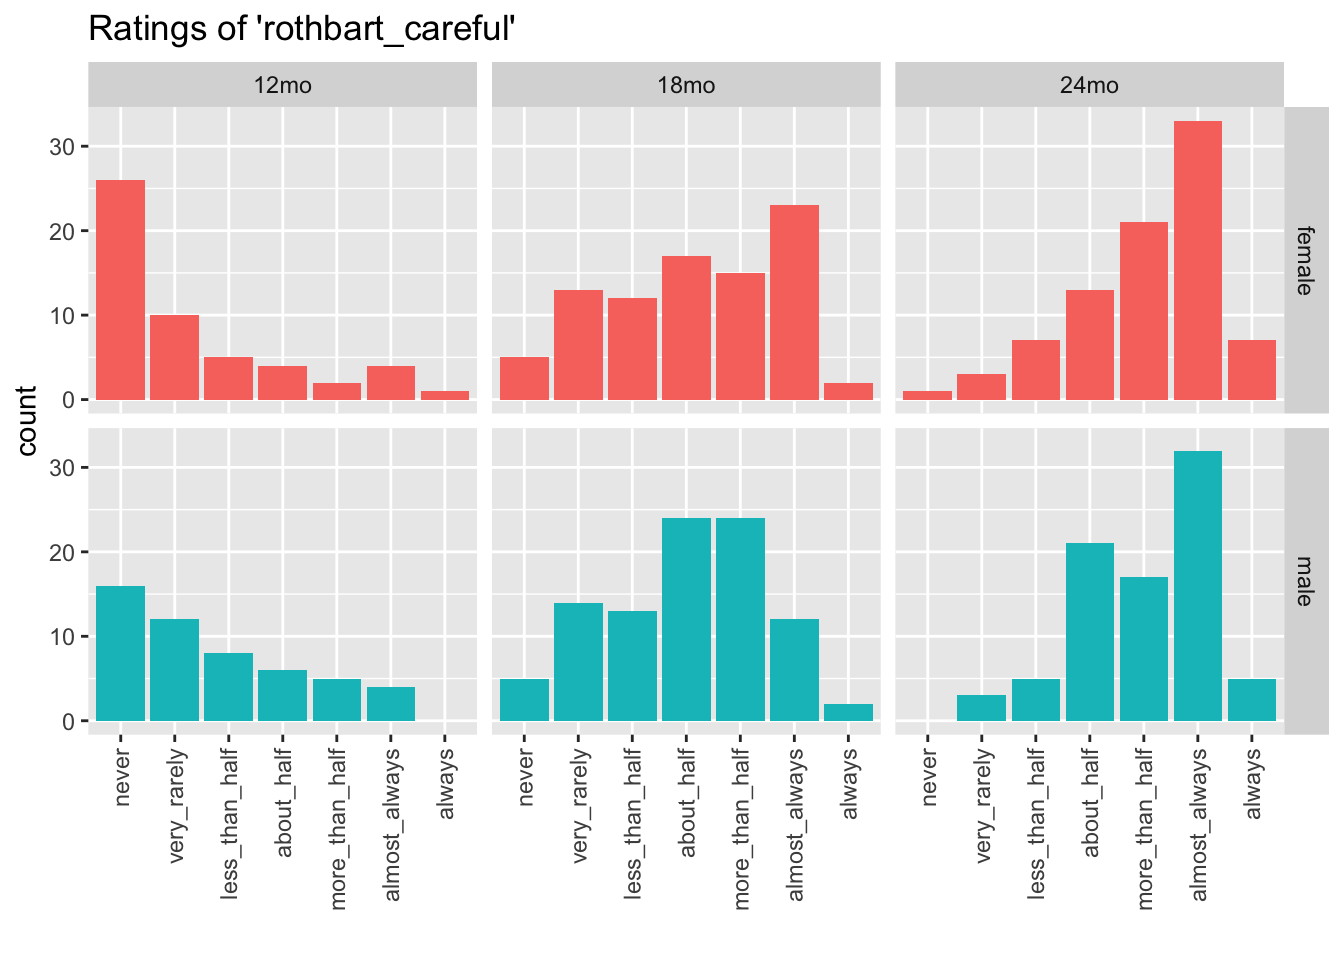 Ratings of 'rothbart_careful'
12mo 18mo 24mo
30
20
10
0
female
count
30
20
10
0
male
never very_rarely less_than_half about_half more_than_half almost_always always never very_rarely less_than_half about_half more_than_half almost_always always never very_rarely less_than_half about_half more_than_half almost_always always